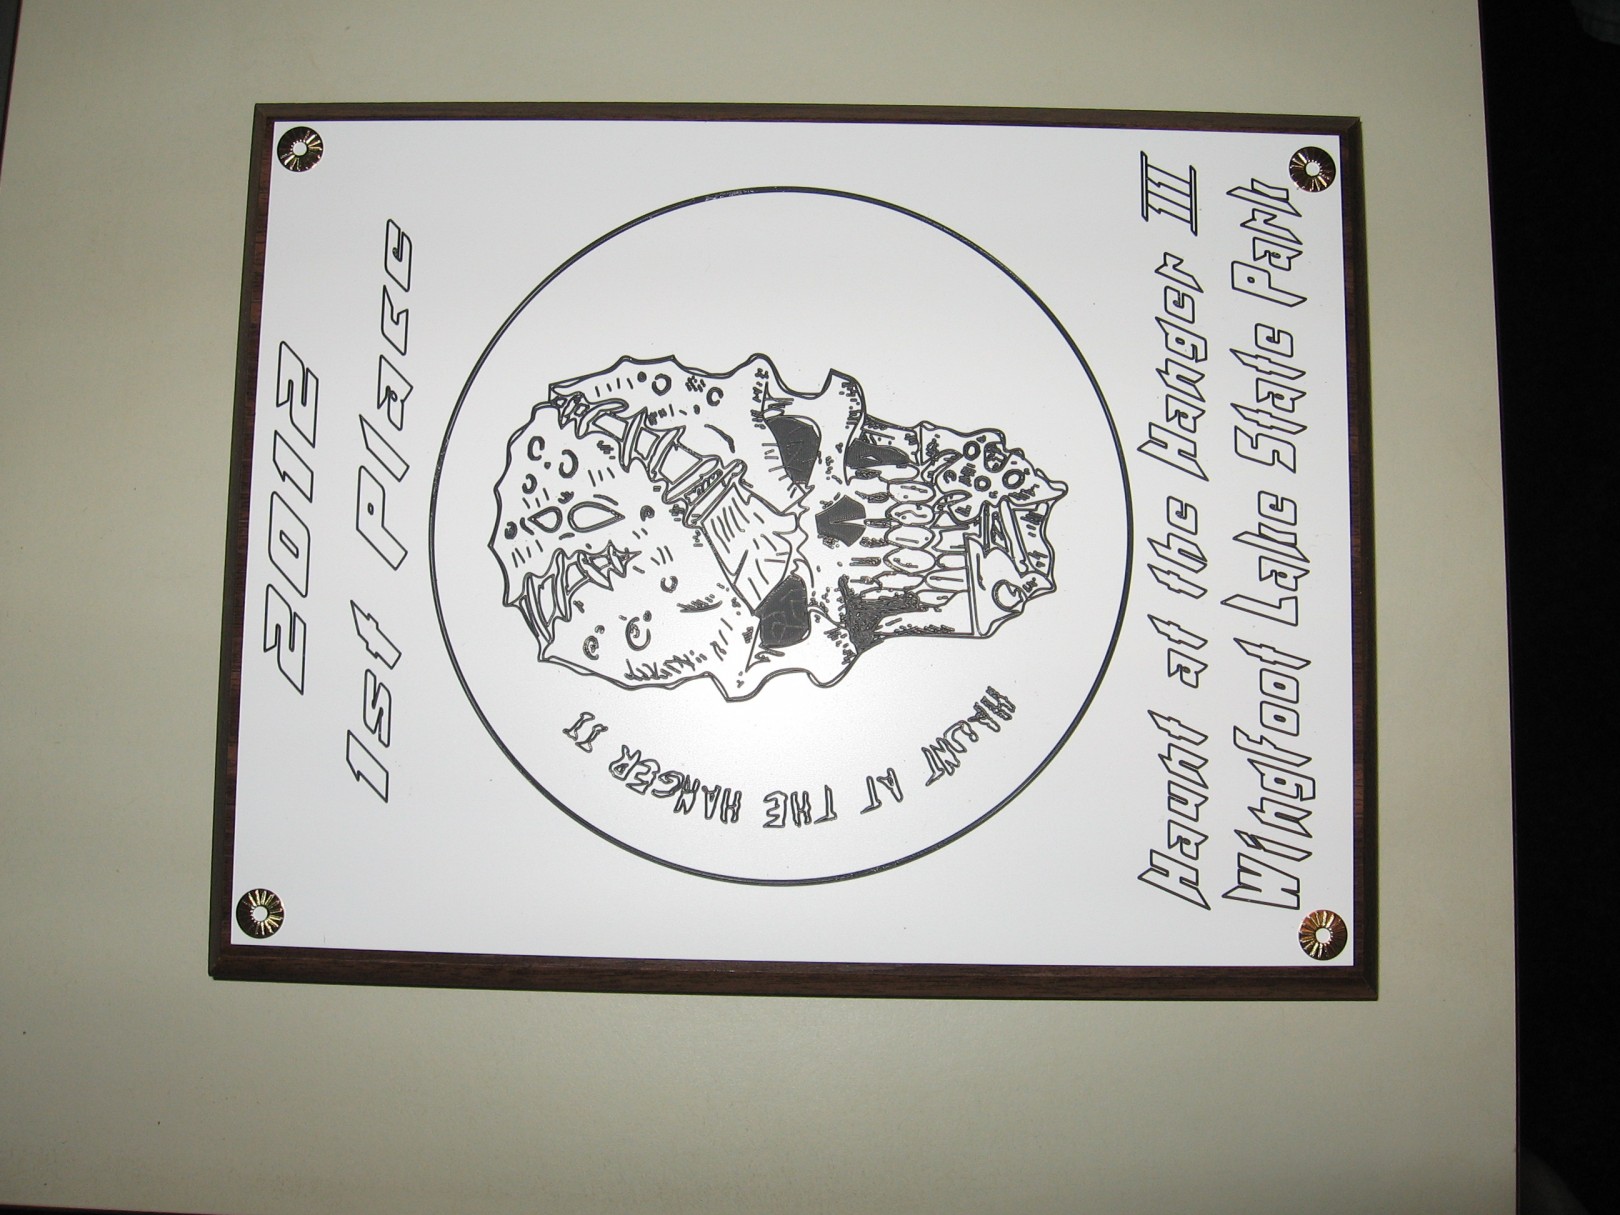 2012
1st Place
HAUNT AT THE HANGER II
Haunt at the Hanger III
Wingfoot Lake State Park